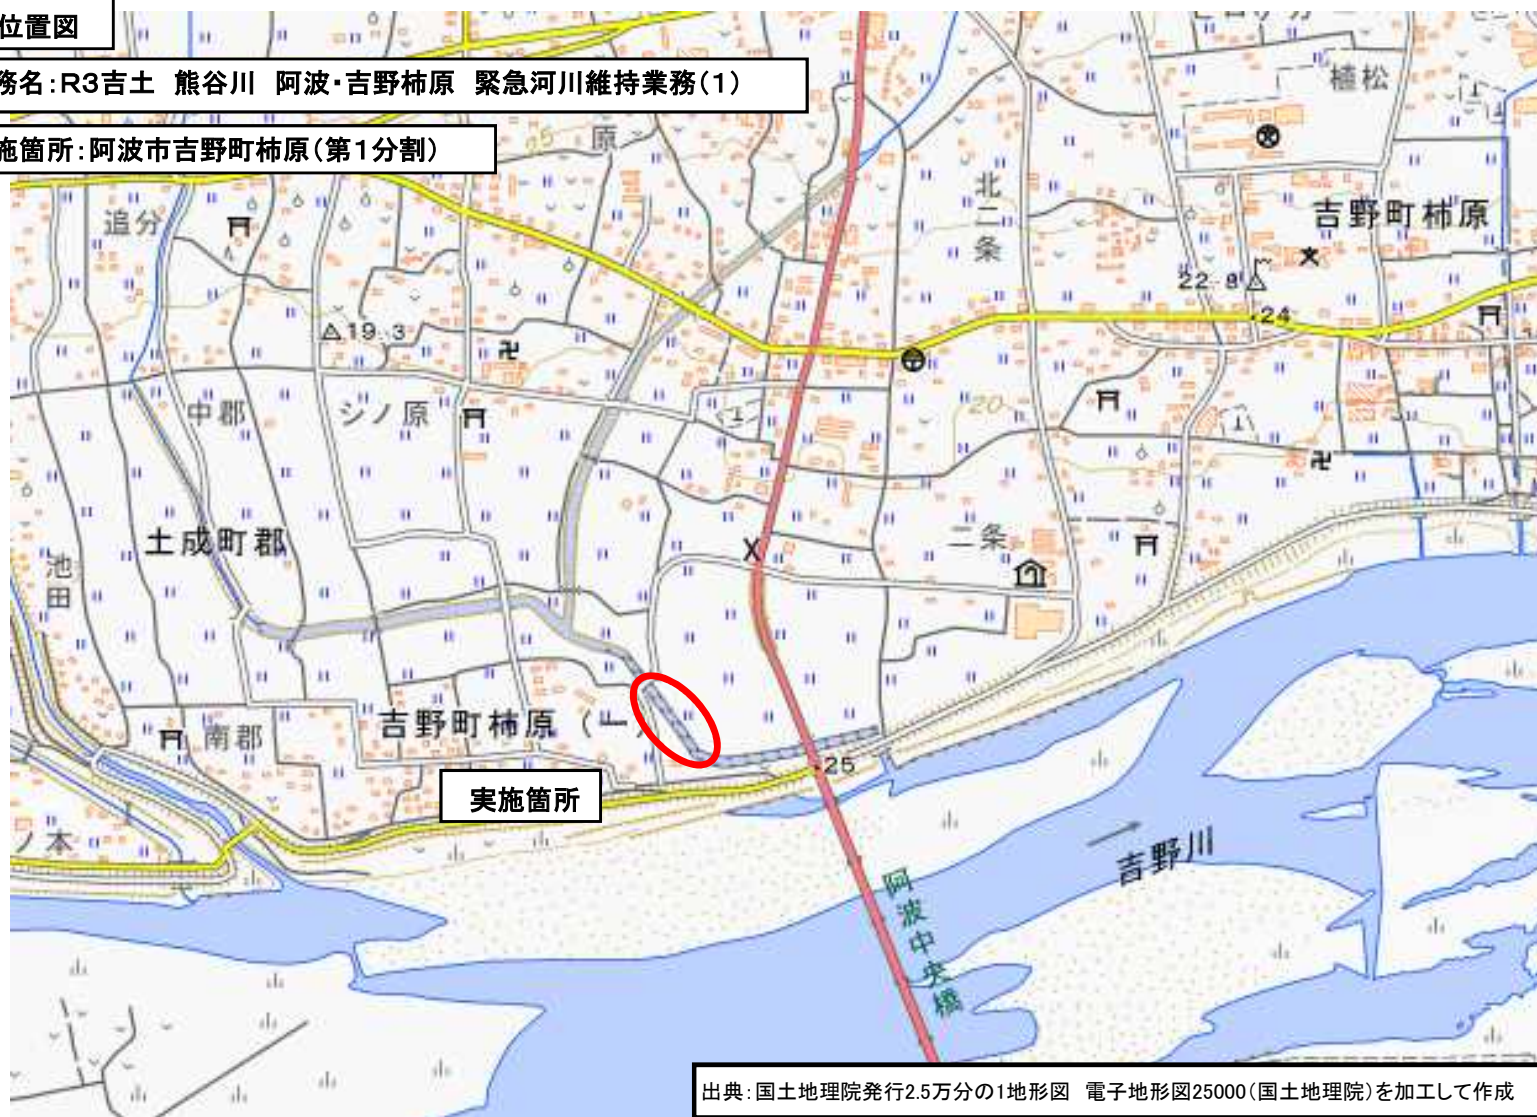 位置図
務名：R3吉土　熊谷川　阿波・吉野柿原　緊急河川維持業務（1）
施箇所：阿波市吉野町柿原（第1分割）
原
植松
北二条
追分
吉野町柿原
22.8
24
19.3
中郡
シノ原
20
土成町郡
池田
二条
吉野町柿原（一）
南郡
25
実施箇所
ノ本
吉野川
阿波中央橋
出典：国土地理院発行2.5万分の1地形図　電子地形図25000（国土地理院）を加工して作成